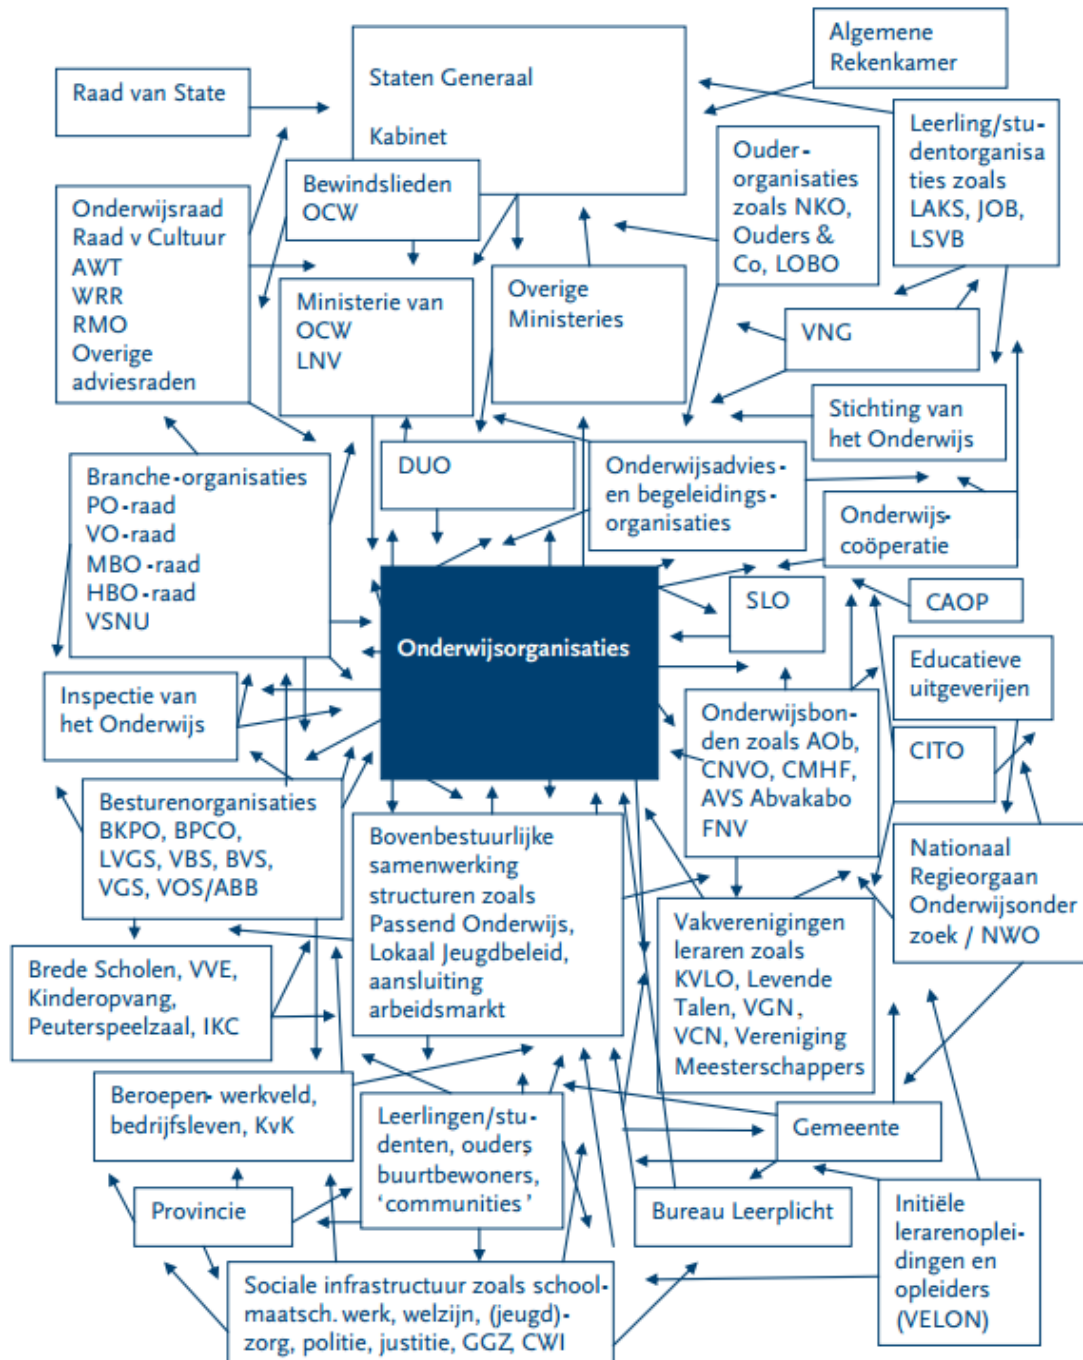 Algemene
Rekenkamer
Staten Generaal
Kabinet
Raad van State
Leerling/stu-
dentorganisa
ties zoals
LAKS, JOB,
LSVB
Ouder-
organisaties
zoals NKO,
Ouders &
Co, LOBO
Bewindslieden
OCW
Onderwijsraad
Raad v Cultuur
AWT
WRR
RMO
Overige
adviesraden
Ministerie van
OCW
LNV
Overige
Ministeries
VNG
Stichting van
het Onderwijs
Branche-organisaties
PO-raad
VO-raad
MBO-raad
HBO-raad
VSNU
DUO
Onderwijsadvies-
en begeleidings-
organisaties
Onderwijs-
coöperatie
SLO
CAOP
Onderwijsorganisaties
Educatieve
uitgeverijen
Inspectie van
het Onderwijs
Onderwijsbon-
den zoals AOb,
CNVO, CMHF,
AVS Abvakabo
FNV
CITO
Besturenorganisaties
BKPO, BPCO,
LVGS, VBS, BVS,
VGS, VOS/ABB
Bovenbestuurlijke
samenwerking
structuren zoals
Passend Onderwijs,
Lokaal Jeugdbeleid,
aansluiting
arbeidsmarkt
Nationaal
Regieorgaan
Onderwijsonder
zoek / NWO
Vakverenigingen
leraren zoals
KVLO, Levende
Talen, VGN,
VCN, Vereniging
Meesterschappers
Brede Scholen, VVE,
Kinderopvang,
Peuterspeelzaal, IKC
Beroepen- werkveld,
bedrijfsleven, KvK
Leerlingen/stu-
denten, ouders
buurtbewoners,
‘communities’
Gemeente
Provincie
Bureau Leerplicht
Initiële
lerarenoplei-
dingen en
opleiders
(VELON)
Sociale infrastructuur zoals school-
maatsch. werk, welzijn, (jeugd)-
zorg, politie, justitie, GGZ, CWI